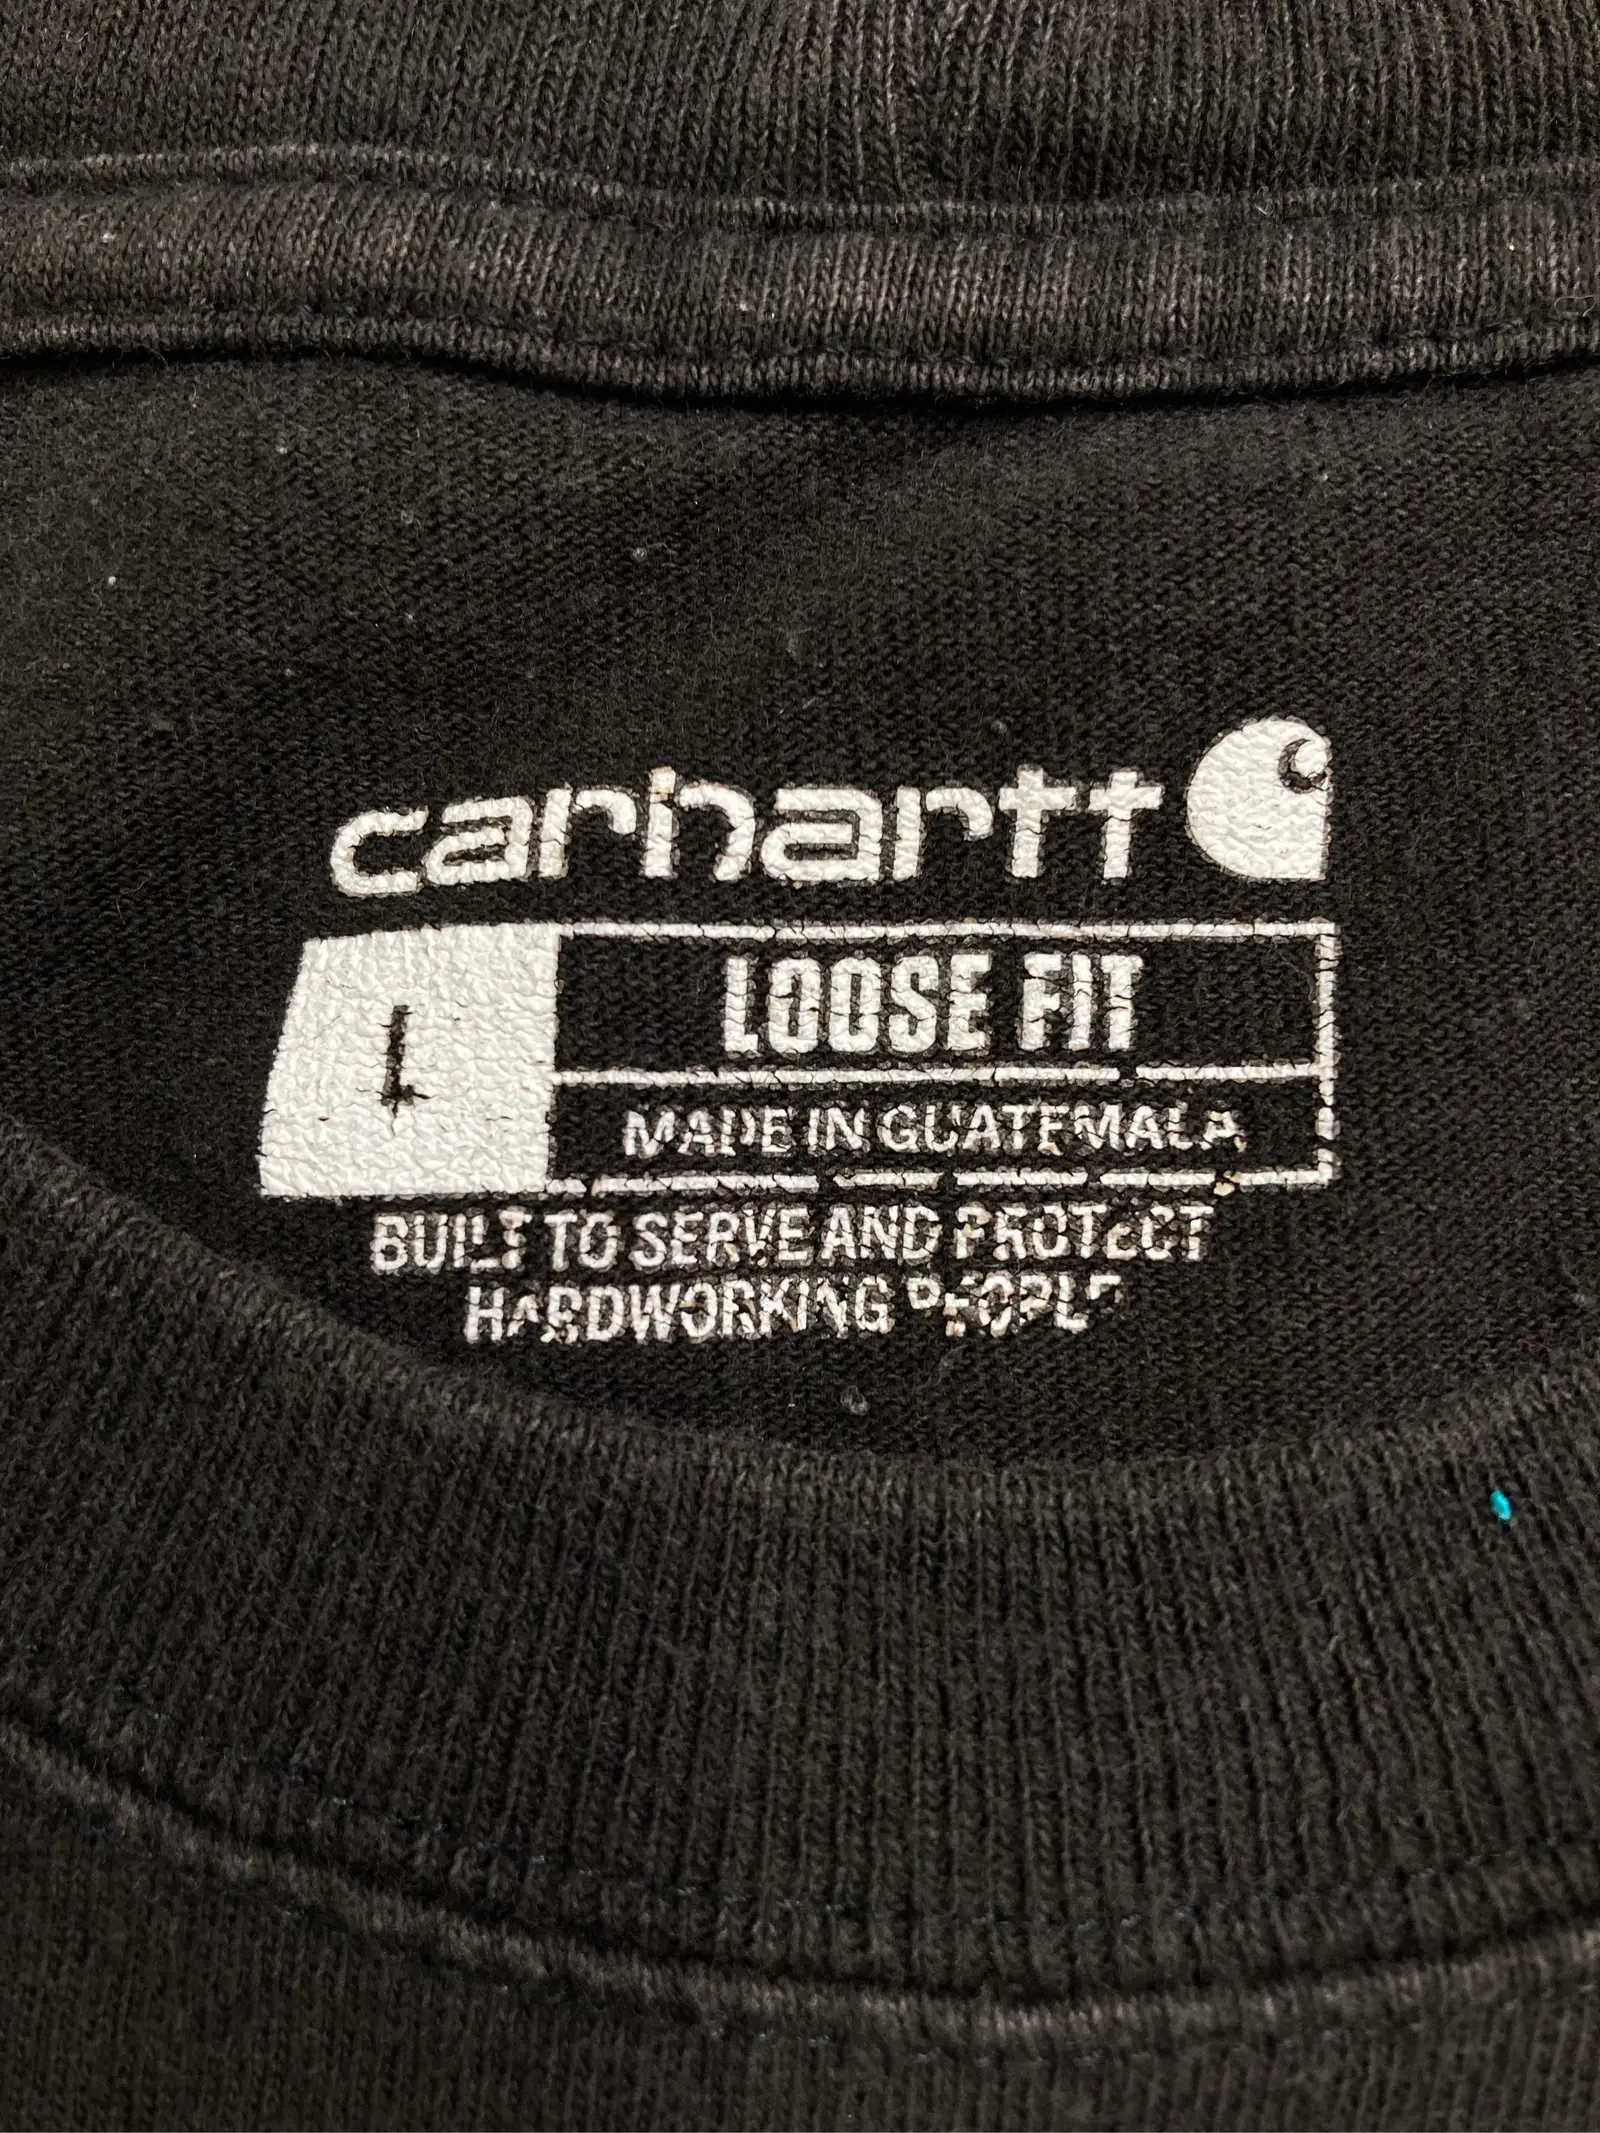 carhartt
L
LOOSE FIT
MADE IN GUATEMALA
BUILT TO SERVE AND PROTECT
HARDWORKING PEOPLE